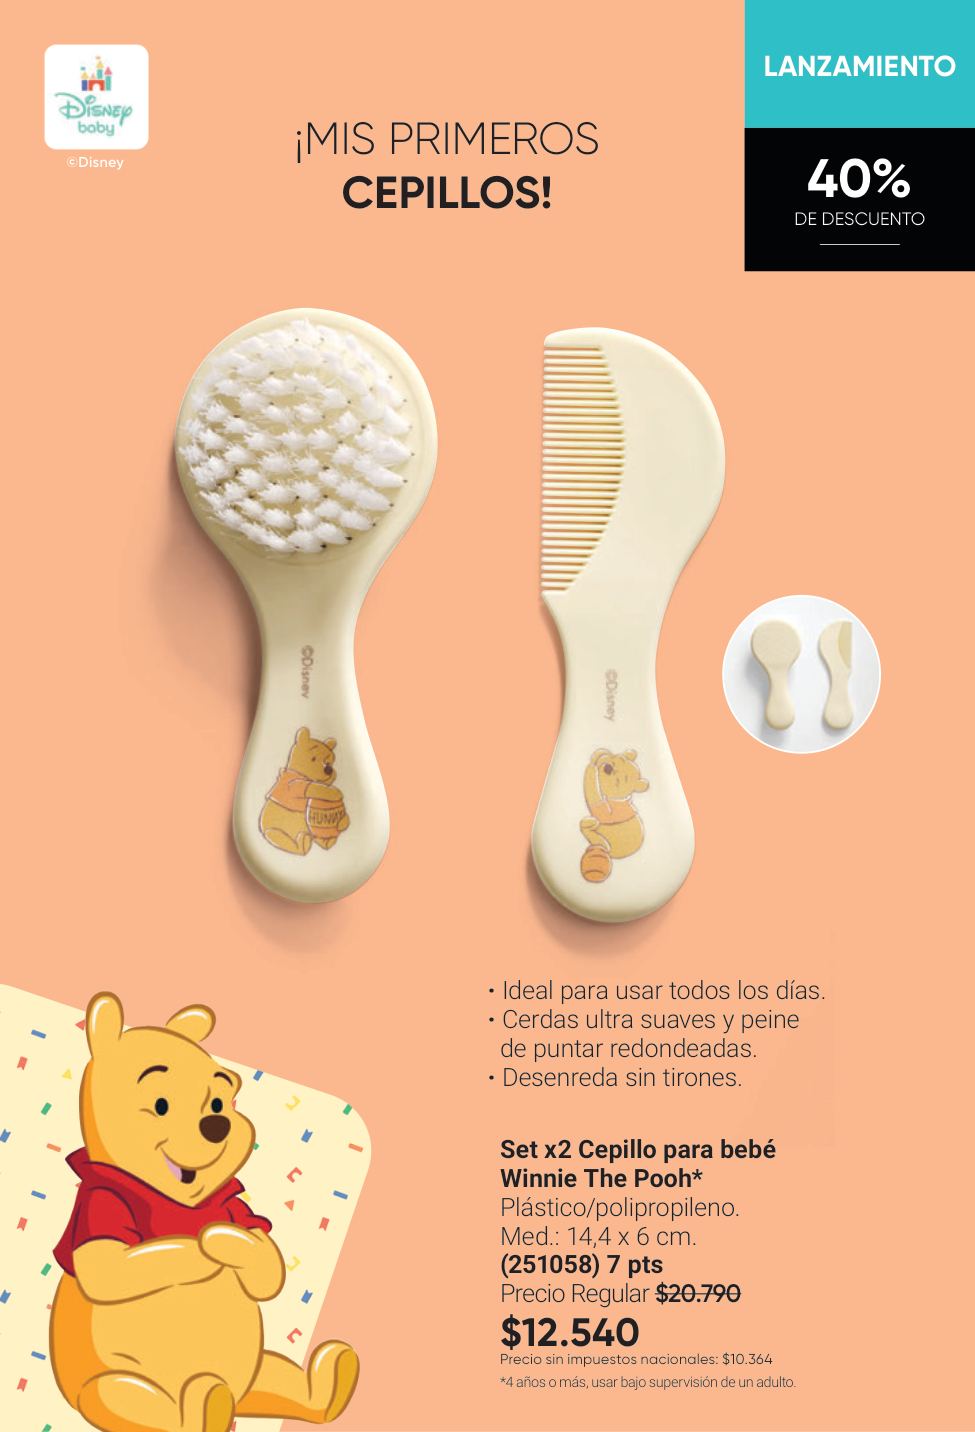 Disney
baby
©Disney
¡MIS PRIMEROS
CEPILLOS!
LANZAMIENTO
40%
DE DESCUENTO
©Disney
©Disney
HUNNY
• Ideal para usar todos los días.
• Cerdas ultra suaves y peine
de puntar redondeadas.
• Desenreda sin tirones.
Set x2 Cepillo para bebé
Winnie The Pooh*
Plástico/polipropileno.
Med.: 14,4 x 6 cm.
(251058) 7 pts
Precio Regular $20.790
$12.540
Precio sin impuestos nacionales: $10.364
*4 años o más, usar bajo supervisión de un adulto.